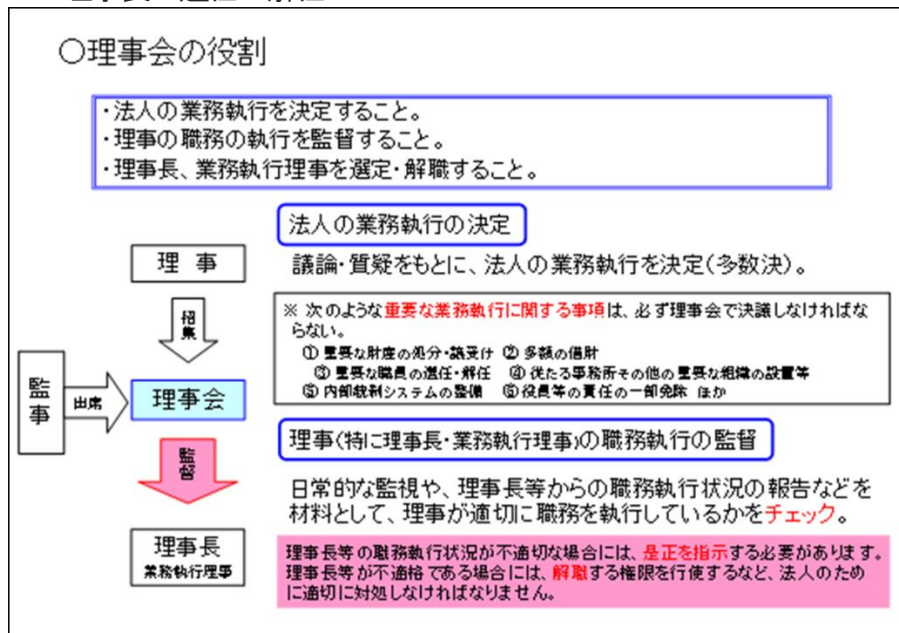 〇理事会の役割
・法人の業務執行を決定すること。
・理事の職務の執行を監督すること。
・理事長、業務執行理事を選定・解職すること。
法人の業務執行の決定
理 事
議論・質疑をもとに、法人の業務執行を決定(多数決)。
招集
※ 次のような重要な業務執行に関する事項は、必ず理事会で決議しなければな
らない。
① 重要な財産の処分・譲受け ② 多額の借財
③ 重要な職員の選任・解任 ④ 従たる事務所その他の重要な組織の設置等
⑤ 内部統制システムの整備 ⑥ 役員等の責任の一部免除 ほか
監事
出席
理事会
理事(特に理事長・業務執行理事)の職務執行の監督
監督
日常的な監視や、理事長等からの職務執行状況の報告などを
材料として、理事が適切に職務を執行しているかをチェック。
理事長
業務執行理事
理事長等の職務執行状況が不適切な場合には、是正を指示する必要があります。
理事長等が不適格である場合には、解職する権限を行使するなど、法人のため
に適切に対処しなければなりません。